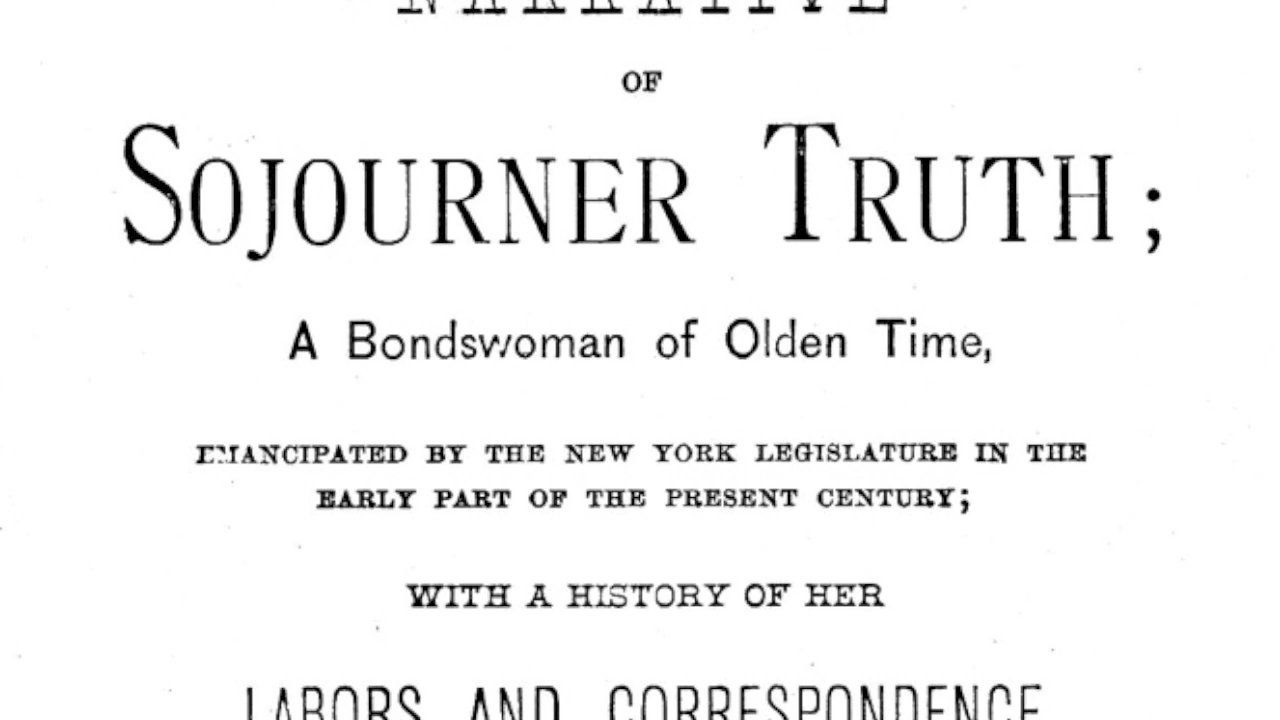 NARRATIVE
OF
SOJOURNER TRUTH;
A Bondswoman of Olden Time,
EMANCIPATED BY THE NEW YORK LEGISLATURE IN THE
EARLY PART OF THE PRESENT CENTURY;
WITH A HISTORY OF HER
LABORS AND CORRESPONDENCE